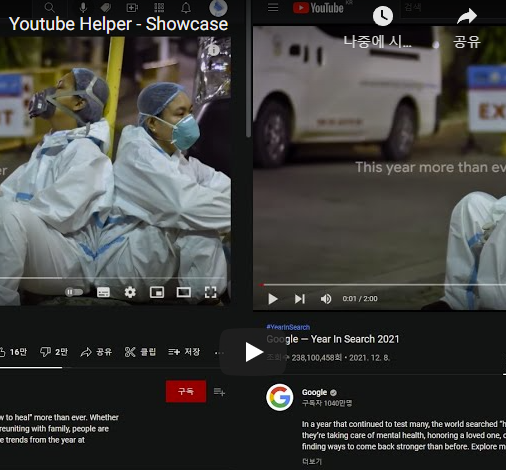 Youtube Helper - Showcase
YouTube
검색
나중에 시...
공유
EX
This year more than ev
0:01 / 2:00
#YearInSearch
Google — Year In Search 2021
조회수 238,100,458회 • 2021. 12. 8.
16만
2만
공유
클립
저장
구독
Google
구독자 1040만명
w to heal" more than ever. Whether
reuniting with family, people are
e trends from the year at
In a year that continued to test many, the world searched "h
they're taking care of mental health, honoring a loved one, o
finding ways to come back stronger than before. Explore m
더보기